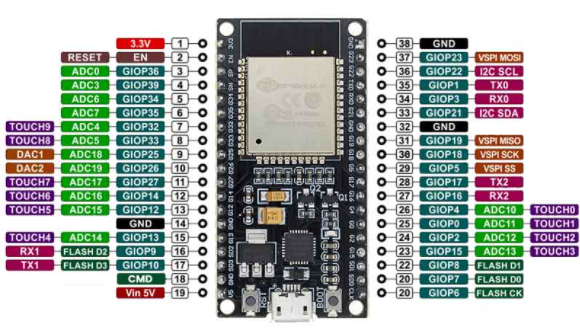 3.3V 1 38 GND
RESET EN 2 37 GIOP23 VSPI MOSI
ADC0 GIOP36 3 36 GIOP22 I2C SCL
ADC3 GIOP39 4 35 GIOP1 TX0
ADC6 GIOP34 5 34 GIOP3 RX0
ADC7 GIOP35 6 33 GIOP21 I2C SDA
TOUCH9 ADC4 GIOP32 7 32 GND
TOUCH8 ADC5 GIOP33 8 31 GIOP19 VSPI MISO
DAC1 ADC18 GIOP25 9 30 GIOP18 VSPI SCK
DAC2 ADC19 GIOP26 10 29 GIOP5 VSPI SS
TOUCH7 ADC17 GIOP27 11 28 GIOP17 TX2
TOUCH6 ADC16 GIOP14 12 27 GIOP16 RX2
TOUCH5 ADC15 GIOP12 13 26 GIOP4 ADC10 TOUCH0
GND 14 25 GIOP0 ADC11 TOUCH1
TOUCH4 ADC14 GIOP13 15 24 GIOP2 ADC12 TOUCH2
RX1 FLASH D2 GIOP9 16 23 GIOP15 ADC13 TOUCH3
TX1 FLASH D3 GIOP10 17 22 GIOP8 FLASH D1
CMD 18 20 GIOP7 FLASH D0
Vin 5V 19 20 GIOP6 FLASH CK
RST BOOT